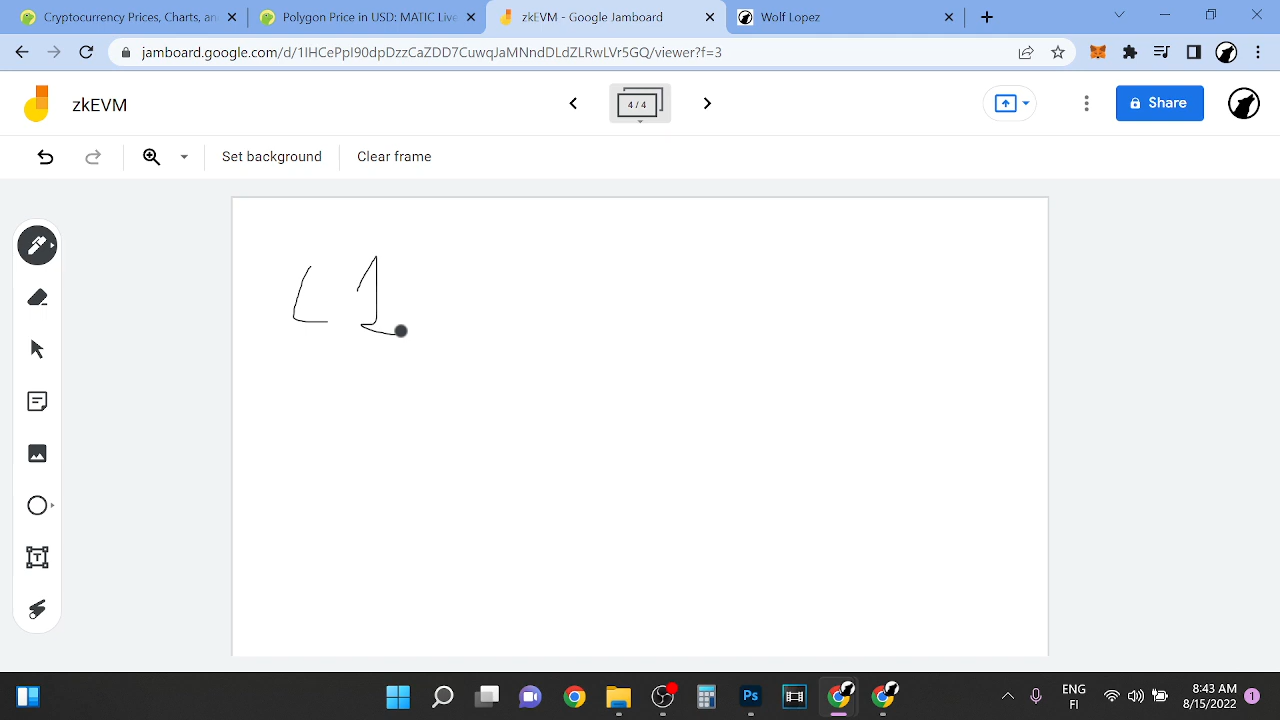 Cryptocurrency Prices, Charts, an
Polygon Price in USD: MATIC Live
zkEVM - Google Jamboard
Wolf Lopez
jamboard.google.com/d/1IHCePpI90dpDzzCaZDD7CuwqJaMNndDLdZLRwLVr5GQ/viewer?f=3
zkEVM
4 / 4
Share
Set background
Clear frame
L1
T
Ps
ENG
FI
8:43 AM
8/15/2022
1